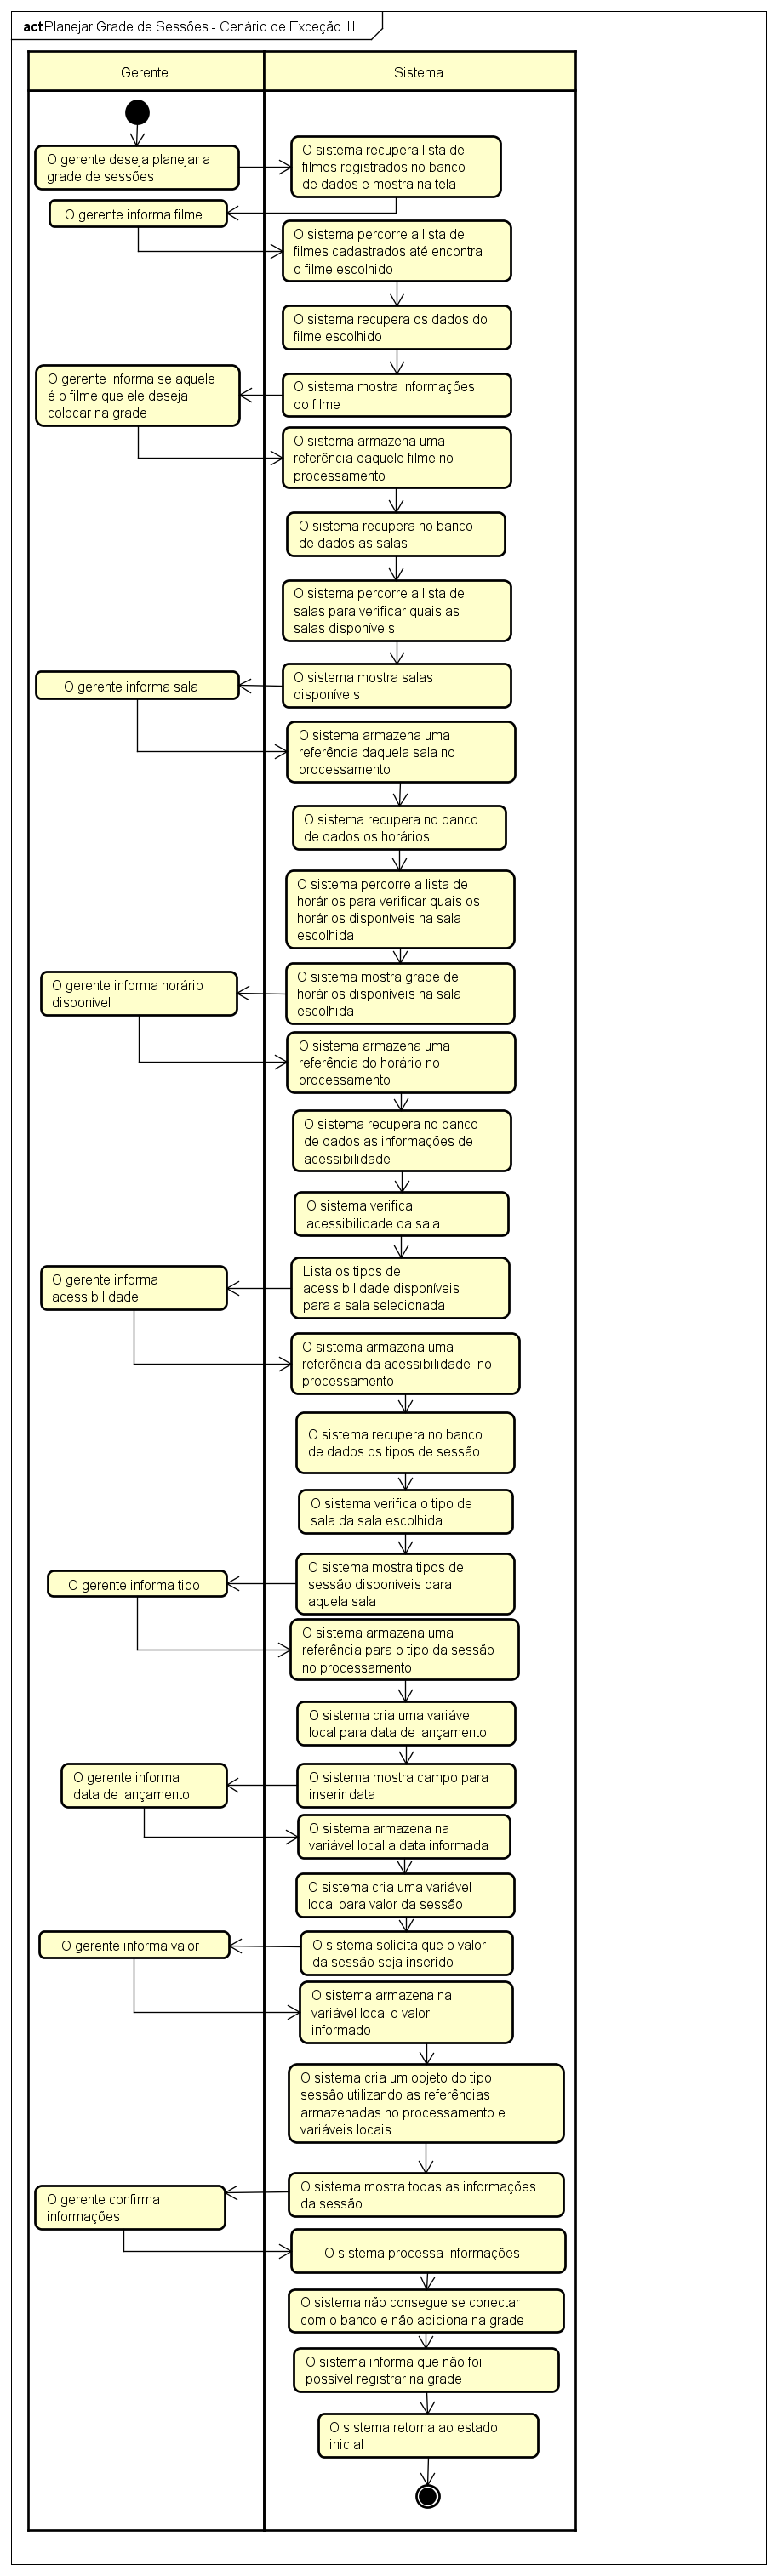 act Planejar Grade de Sessões - Cenário de Exceção IIII
Gerente
Sistema
O gerente deseja planejar a
grade de sessões
O sistema recupera lista de
filmes registrados no banco
de dados e mostra na tela
O gerente informa filme
O sistema percorre a lista de
filmes cadastrados até encontra
o filme escolhido
O sistema recupera os dados do
filme escolhido
O sistema mostra informações
do filme
O gerente informa se aquele
é o filme que ele deseja
colocar na grade
O sistema armazena uma
referência daquele filme no
processamento
O sistema recupera no banco
de dados as salas
O sistema percorre a lista de
salas para verificar quais as
salas disponíveis
O sistema mostra salas
disponíveis
O gerente informa sala
O sistema armazena uma
referência daquela sala no
processamento
O sistema recupera no banco
de dados os horários
O sistema percorre a lista de
horários para verificar quais os
horários disponíveis na sala
escolhida
O sistema mostra grade de
horários disponíveis na sala
escolhida
O gerente informa horário
disponível
O sistema armazena uma
referência do horário no
processamento
O sistema recupera no banco
de dados as informações de
acessibilidade
O sistema verifica
acessibilidade da sala
Lista os tipos de
acessibilidade disponíveis
para a sala selecionada
O gerente informa
acessibilidade
O sistema armazena uma
referência da acessibilidade  no
processamento
O sistema recupera no banco
de dados os tipos de sessão
O sistema verifica o tipo de
sala da sala escolhida
O sistema mostra tipos de
sessão disponíveis para
aquela sala
O gerente informa tipo
O sistema armazena uma
referência para o tipo da sessão
no processamento
O sistema cria uma variável
local para data de lançamento
O sistema mostra campo para
inserir data
O gerente informa
data de lançamento
O sistema armazena na
variável local a data informada
O sistema cria uma variável
local para valor da sessão
O sistema solicita que o valor
da sessão seja inserido
O gerente informa valor
O sistema armazena na
variável local o valor
informado
O sistema cria um objeto do tipo
sessão utilizando as referências
armazenadas no processamento e
variáveis locais
O sistema mostra todas as informações
da sessão
O gerente confirma
informações
O sistema processa informações
O sistema não consegue se conectar
com o banco e não adiciona na grade
O sistema informa que não foi
possível registrar na grade
O sistema retorna ao estado
inicial